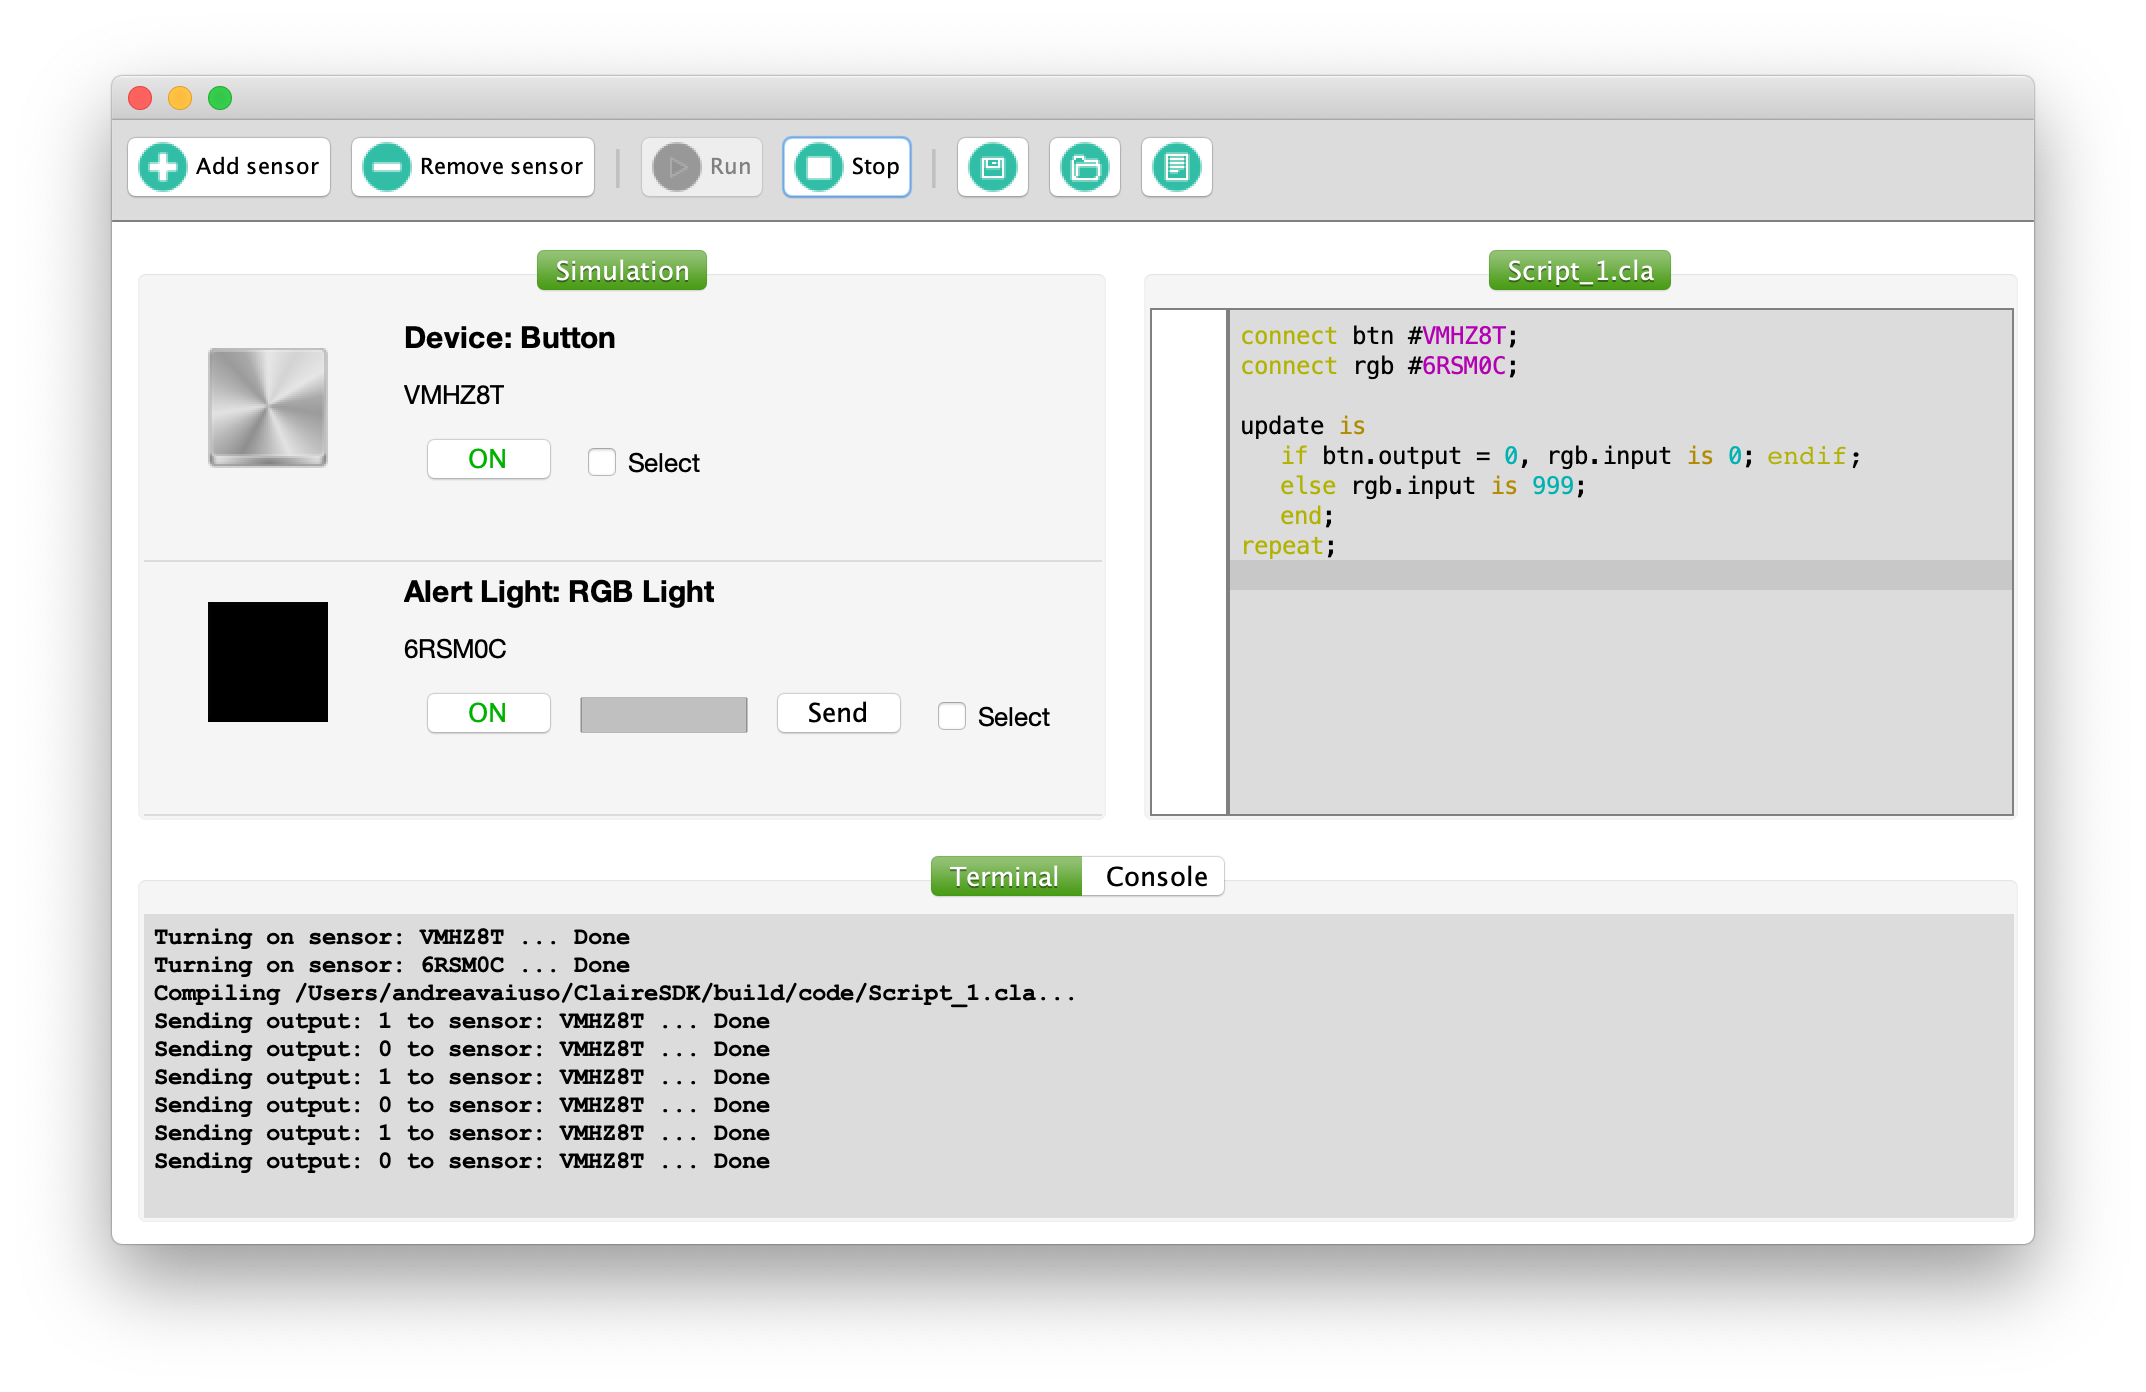 Add sensor
Remove sensor
Run
Stop
Simulation
Device: Button
VMHZ8T
ON
Select
Alert Light: RGB Light
6RSM0C
ON
Send
Select
Script_1.cla
connect btn #VMHZ8T;
connect rgb #6RSM0C;
update is
if btn.output = 0, rgb.input is 0; endif;
else rgb.input is 999;
end;
repeat;
Terminal
Console
Turning on sensor: VMHZ8T ... Done
Turning on sensor: 6RSM0C ... Done
Compiling /Users/andreavaiuso/ClaireSDK/build/code/Script_1.cla...
Sending output: 1 to sensor: VMHZ8T ... Done
Sending output: 0 to sensor: VMHZ8T ... Done
Sending output: 1 to sensor: VMHZ8T ... Done
Sending output: 0 to sensor: VMHZ8T ... Done
Sending output: 1 to sensor: VMHZ8T ... Done
Sending output: 0 to sensor: VMHZ8T ... Done